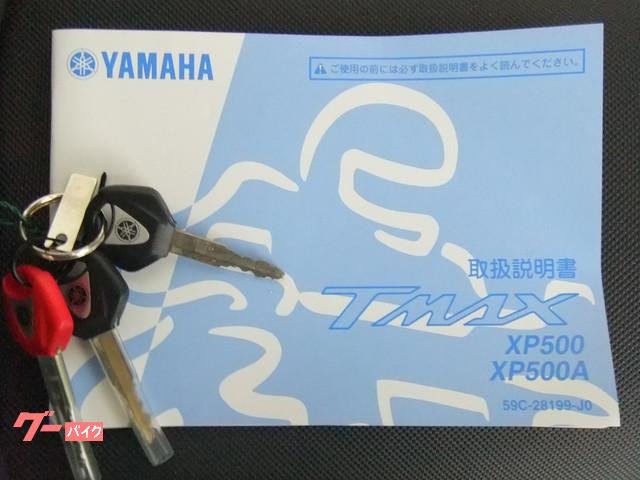 YAMAHA
⚠ご使用の前には必ず取扱説明書をよく読んでください。
取扱説明書
TMAX
XP500
XP500A
59C-28199-J0
グーバイク